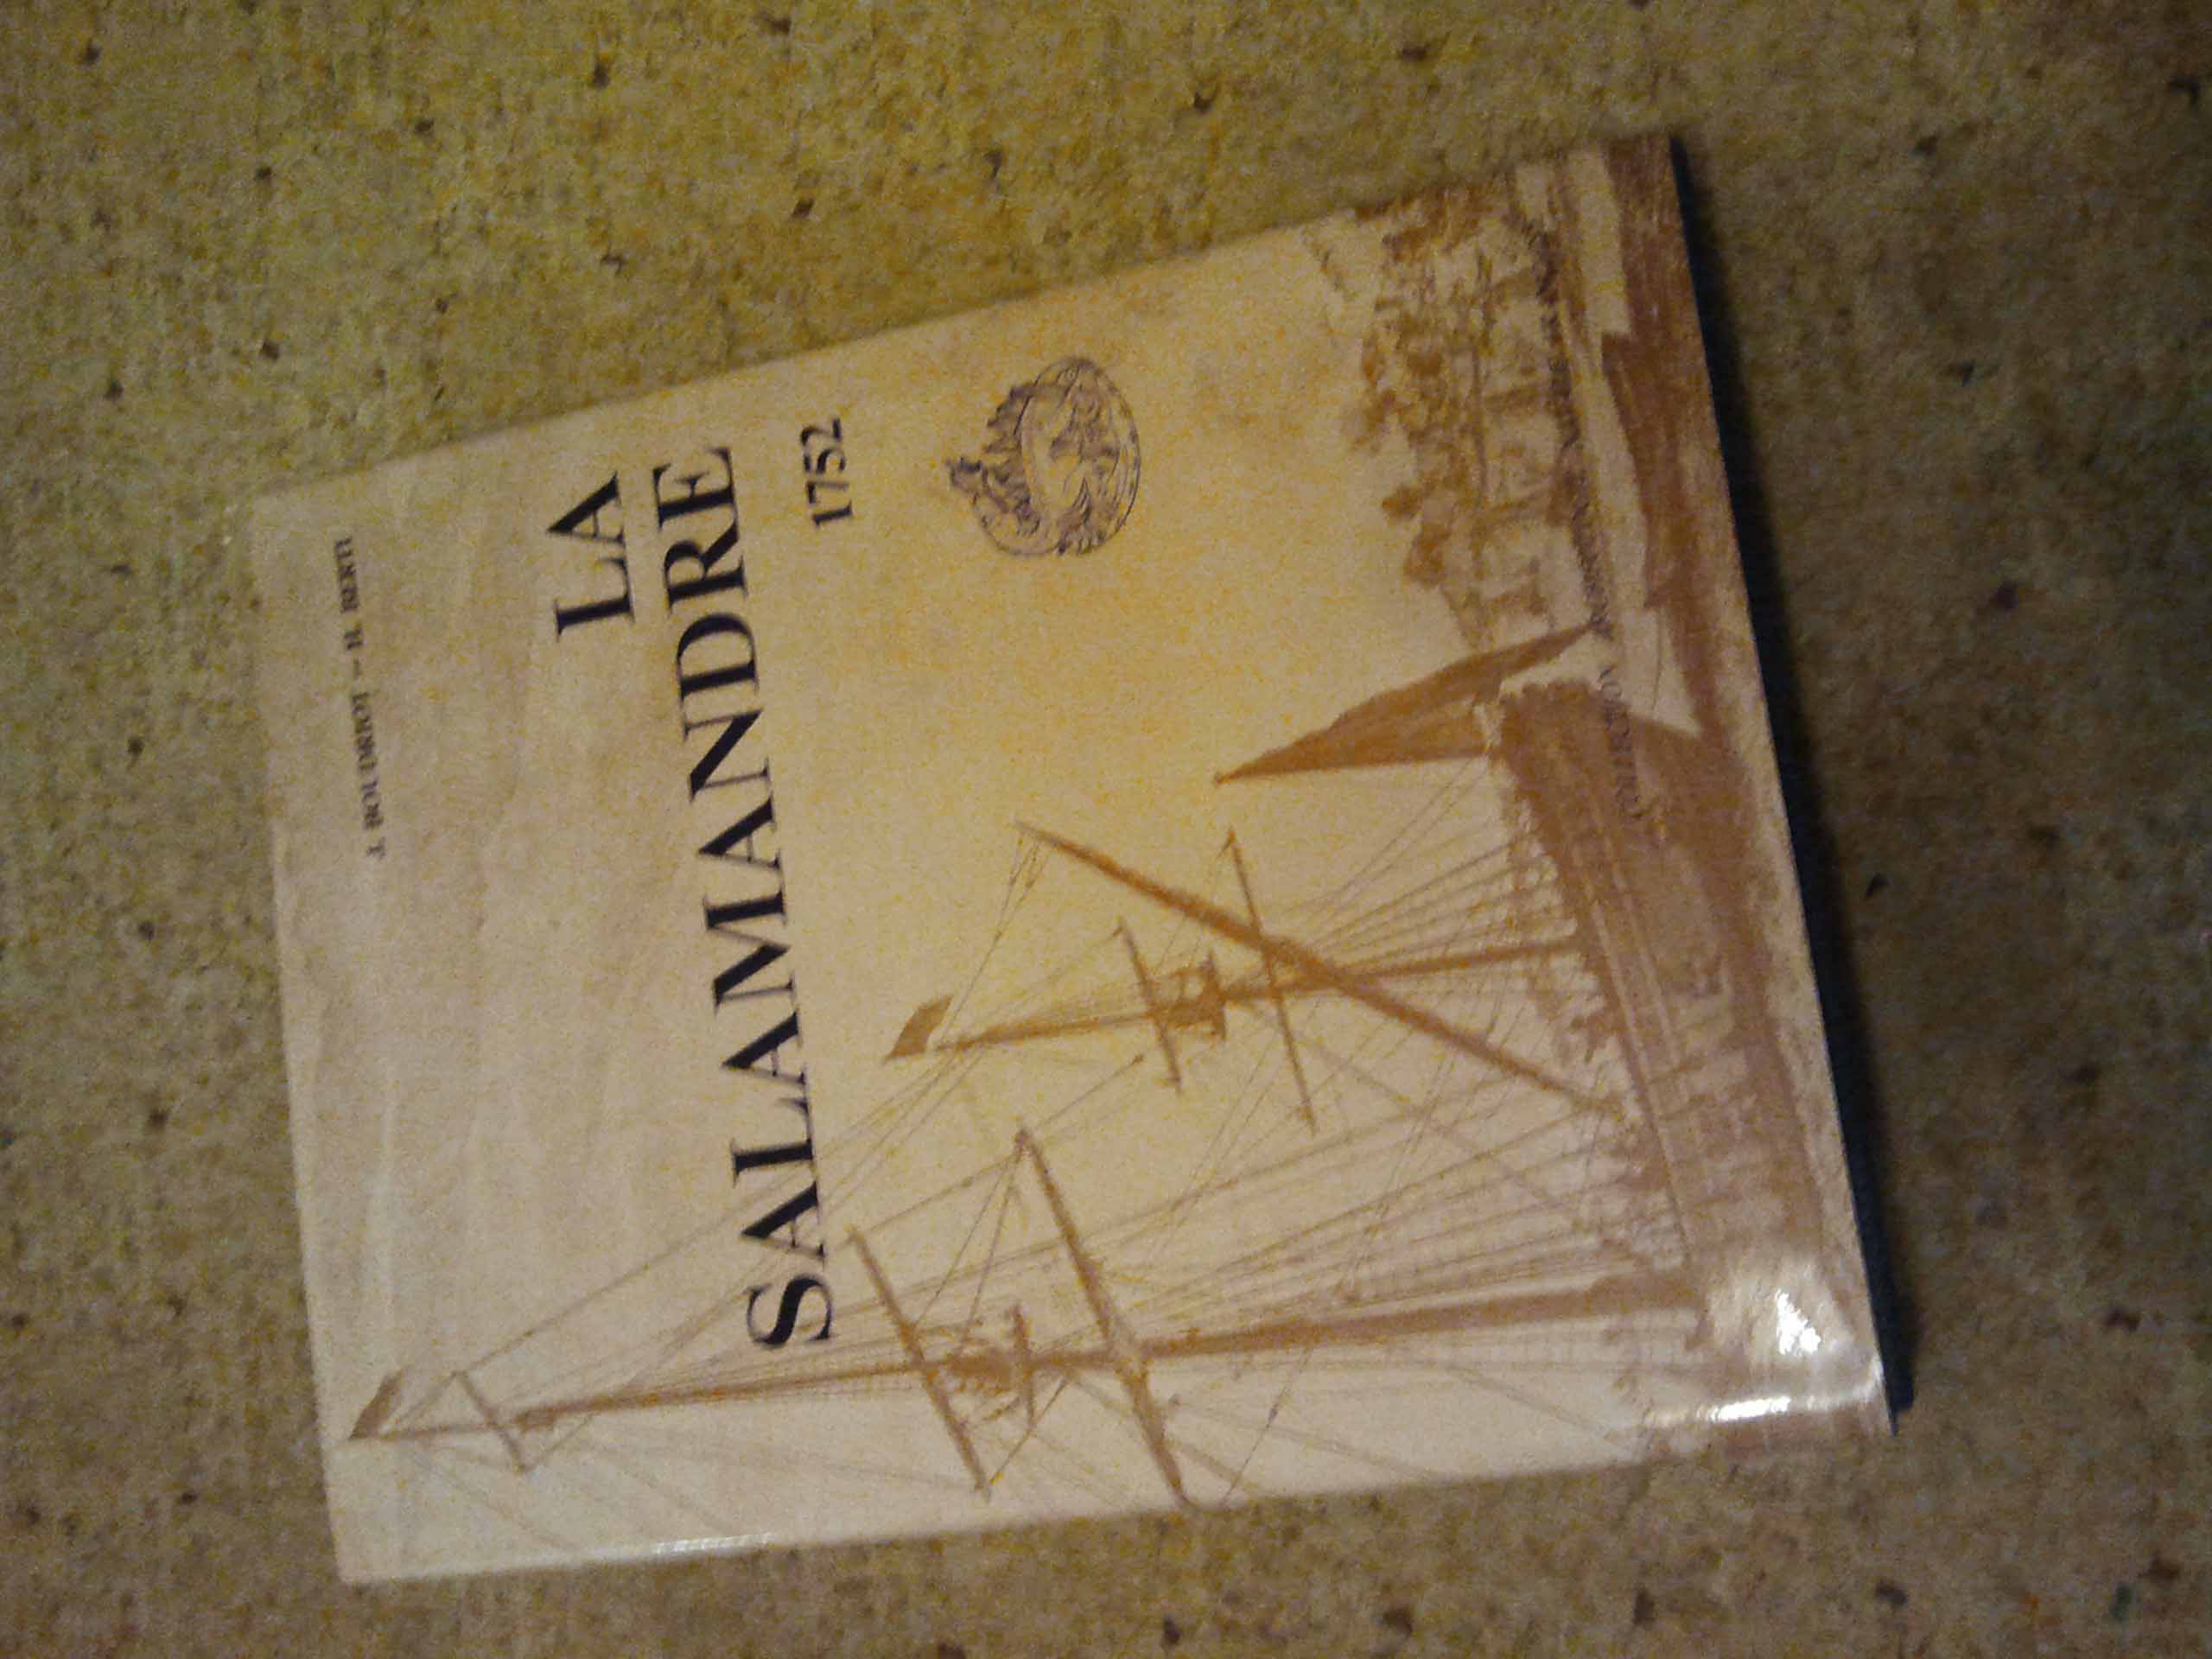 J. BOUDRIOT – H. BERTI
LA
SALAMANDRE
1752